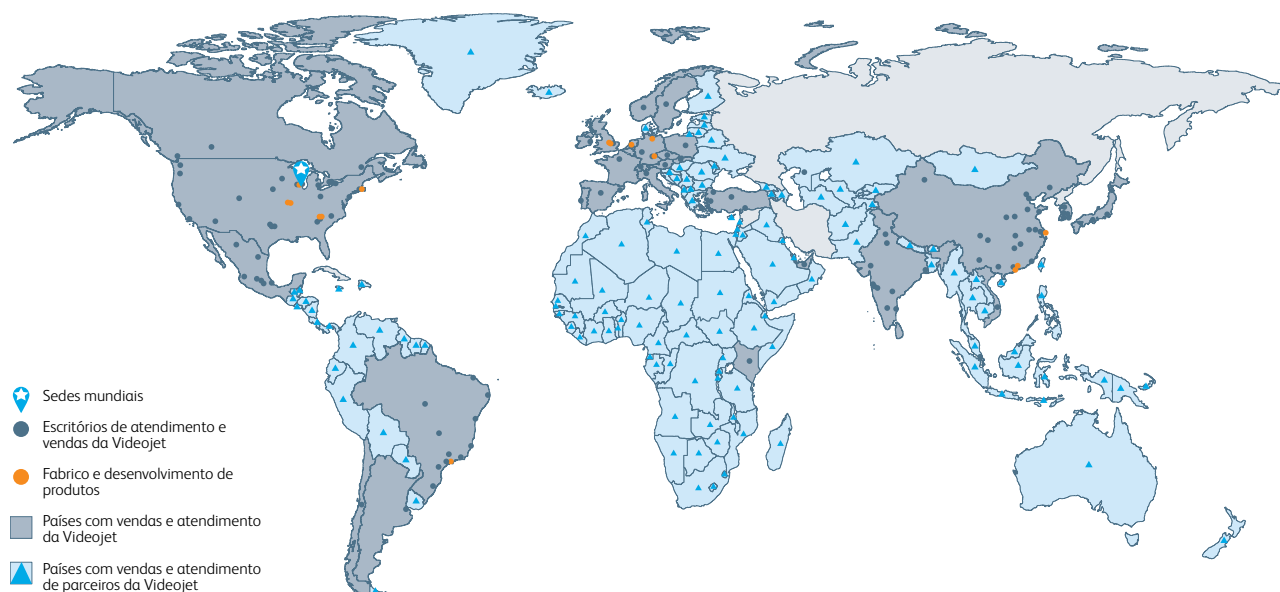 Sedes mundiais
Escritórios de atendimento e
vendas da Videojet
Fabrico e desenvolvimento de
produtos
Países com vendas e atendimento
da Videojet
Países com vendas e atendimento
de parceiros da Videojet